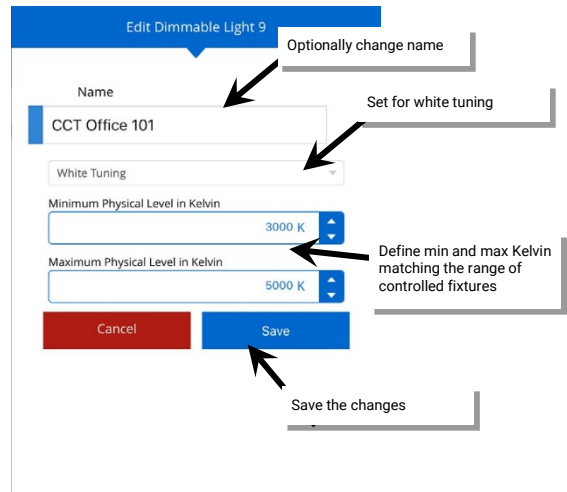 Edit Dimmable Light 9
Optionally change name
Name
Set for white tuning
CCT Office 101
White Tuning
Minimum Physical Level in Kelvin
3000 K
Define min and max Kelvin
matching the range of
controlled fixtures
Maximum Physical Level in Kelvin
5000 K
Cancel
Save
Save the changes